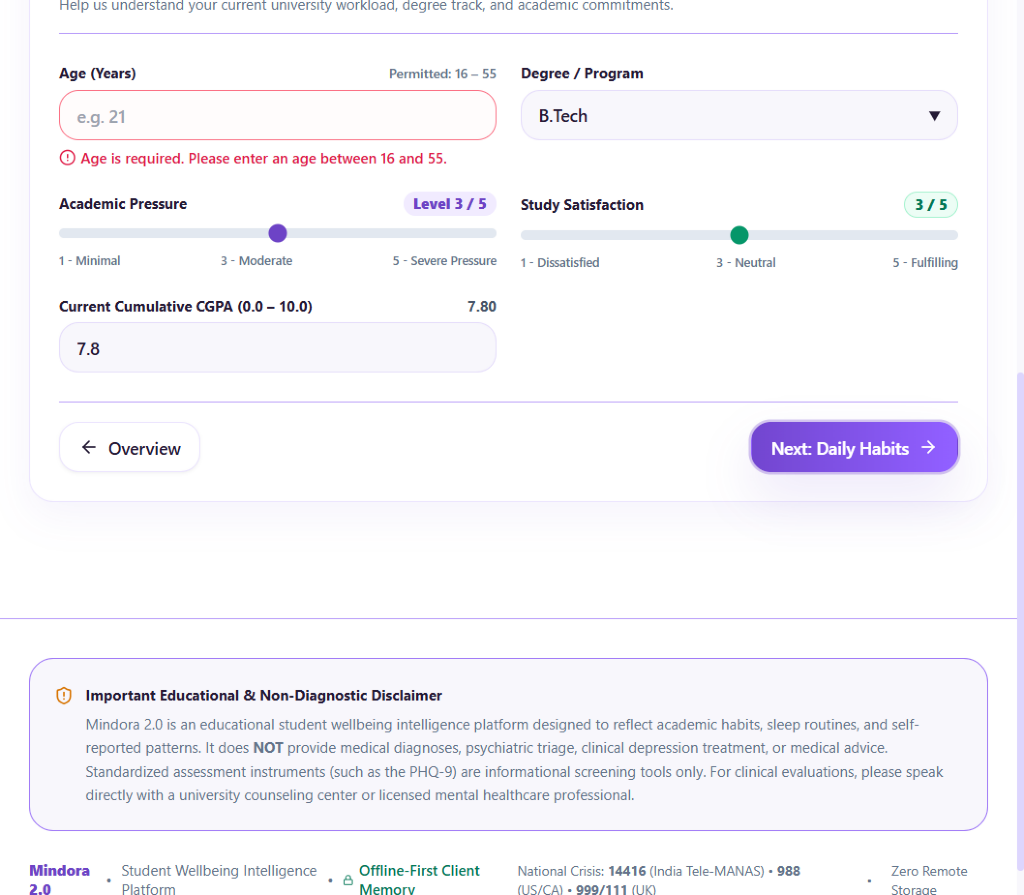 Help us understand your current university workload, degree track, and academic commitments.
Age (Years)
Permitted: 16 – 55
Degree / Program
e.g. 21
B.Tech
Age is required. Please enter an age between 16 and 55.
Academic Pressure
Level 3 / 5
Study Satisfaction
3 / 5
1 - Minimal
3 - Moderate
5 - Severe Pressure
1 - Dissatisfied
3 - Neutral
5 - Fulfilling
Current Cumulative CGPA (0.0 – 10.0)
7.80
7.8
← Overview
Next: Daily Habits →
Important Educational & Non-Diagnostic Disclaimer
Mindora 2.0 is an educational student wellbeing intelligence platform designed to reflect academic habits, sleep routines, and self-
reported patterns. It does NOT provide medical diagnoses, psychiatric triage, clinical depression treatment, or medical advice.
Standardized assessment instruments (such as the PHQ-9) are informational screening tools only. For clinical evaluations, please speak
directly with a university counseling center or licensed mental healthcare professional.
Mindora
2.0
•
Student Wellbeing Intelligence
Platform
•
Offline-First Client
Memory
National Crisis: 14416 (India Tele-MANAS) • 988
(US/CA) • 999/111 (UK)
•
Zero Remote
Storage